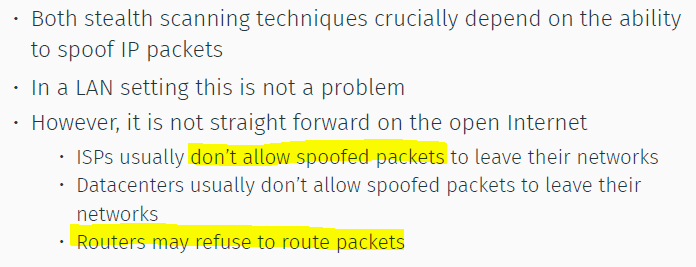 • Both stealth scanning techniques crucially depend on the ability
to spoof IP packets
• In a LAN setting this is not a problem
• However, it is not straight forward on the open Internet
• ISPs usually don't allow spoofed packets to leave their networks
• Datacenters usually don't allow spoofed packets to leave their
networks
• Routers may refuse to route packets